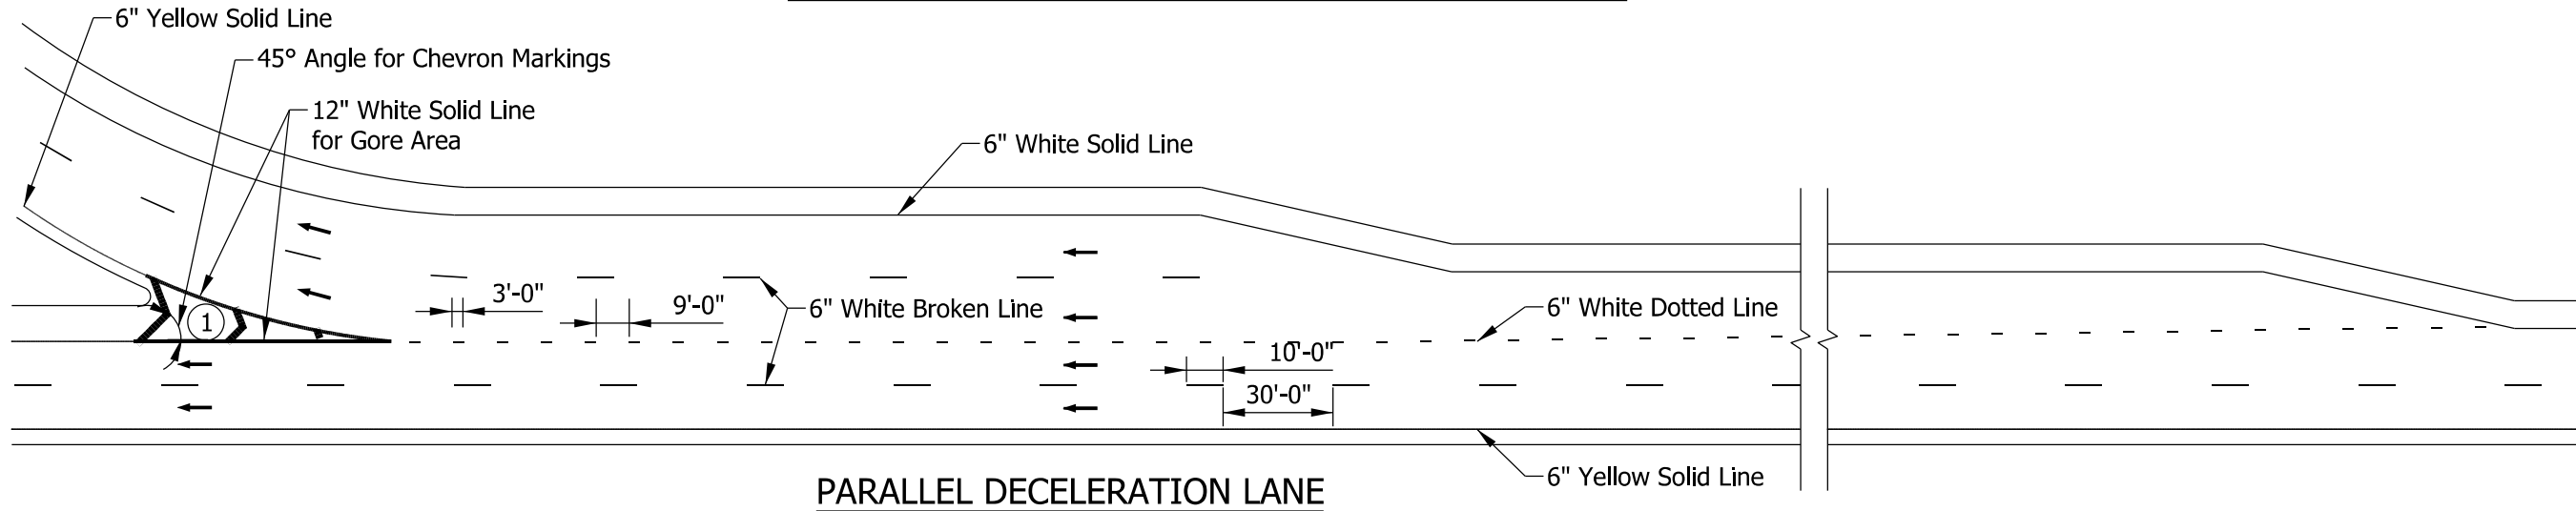 6" Yellow Solid Line
45° Angle for Chevron Markings
12" White Solid Line
for Gore Area
6" White Solid Line
3'-0"
9'-0"
6" White Broken Line
6" White Dotted Line
1
10'-0"
30'-0"
6" Yellow Solid Line
PARALLEL DECELERATION LANE